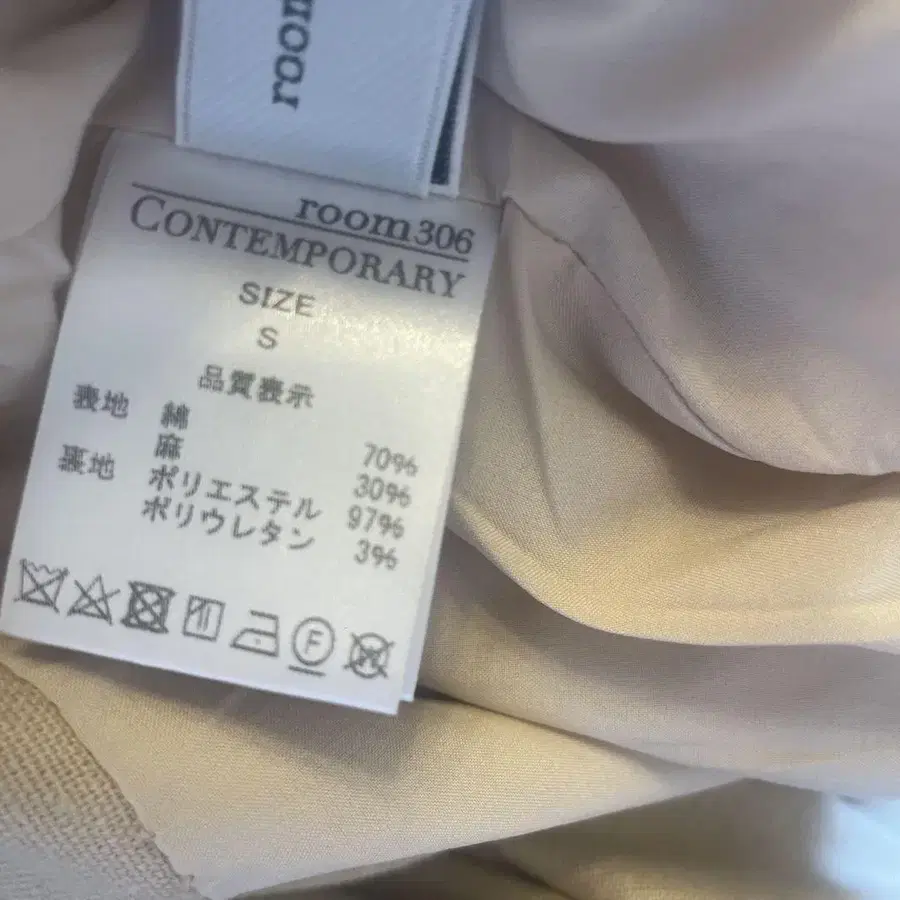 room
room306
CONTEMPORARY
SIZE
S
品質表示
表地 綿 70%
麻 30%
裏地 ポリエステル 97%
ポリウレタン 3%
F